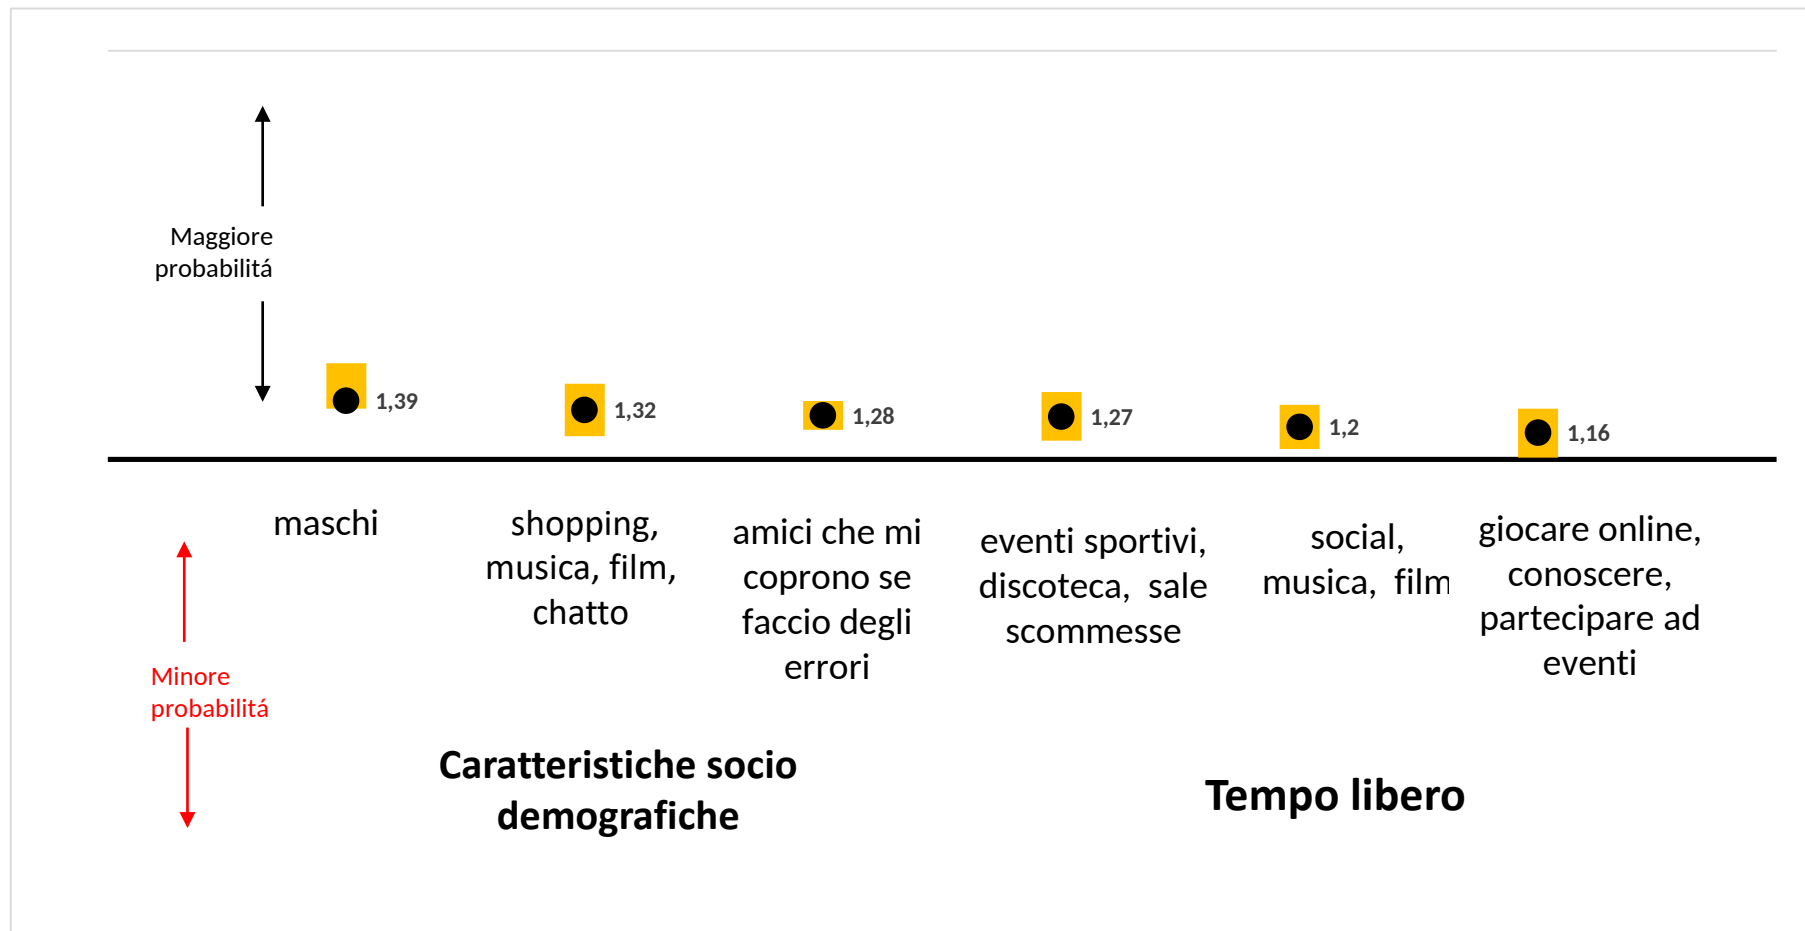 Maggiore
probabilitá
1,39
1,32
1,28
1,27
1,2
1,16
maschi
shopping,
musica, film,
chatto
amici che mi
coprono se
faccio degli
errori
eventi sportivi,
discoteca,  sale
scommesse
social,
musica,  film
giocare online,
conoscere,
partecipare ad
eventi
Minore
probabilitá
Caratteristiche socio
demografiche
Tempo libero